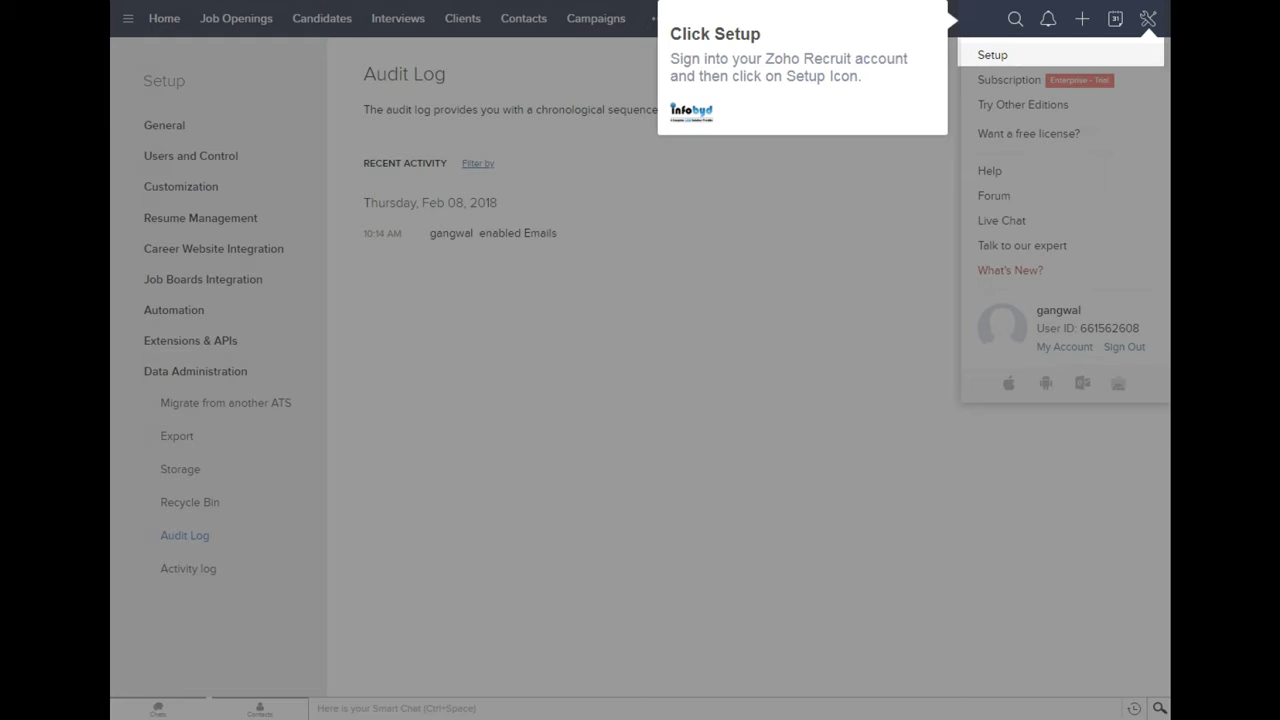 Home Job Openings Candidates Interviews Clients Contacts Campaigns
31
Click Setup
Sign into your Zoho Recruit account
and then click on Setup Icon.
infobyd
Setup
Subscription Enterprise - Trial
Try Other Editions
Want a free license?
Help
Forum
Live Chat
Talk to our expert
What's New?
gangwal
User ID: 661562608
My Account Sign Out
Setup
General
Users and Control
Customization
Resume Management
Career Website Integration
Job Boards Integration
Automation
Extensions & APIs
Data Administration
Migrate from another ATS
Export
Storage
Recycle Bin
Audit Log
Activity log
Audit Log
The audit log provides you with a chronological sequence
RECENT ACTIVITY Filter by
Thursday, Feb 08, 2018
10:14 AM gangwal enabled Emails
Chats Contacts Here is your Smart Chat (Ctrl+Space)